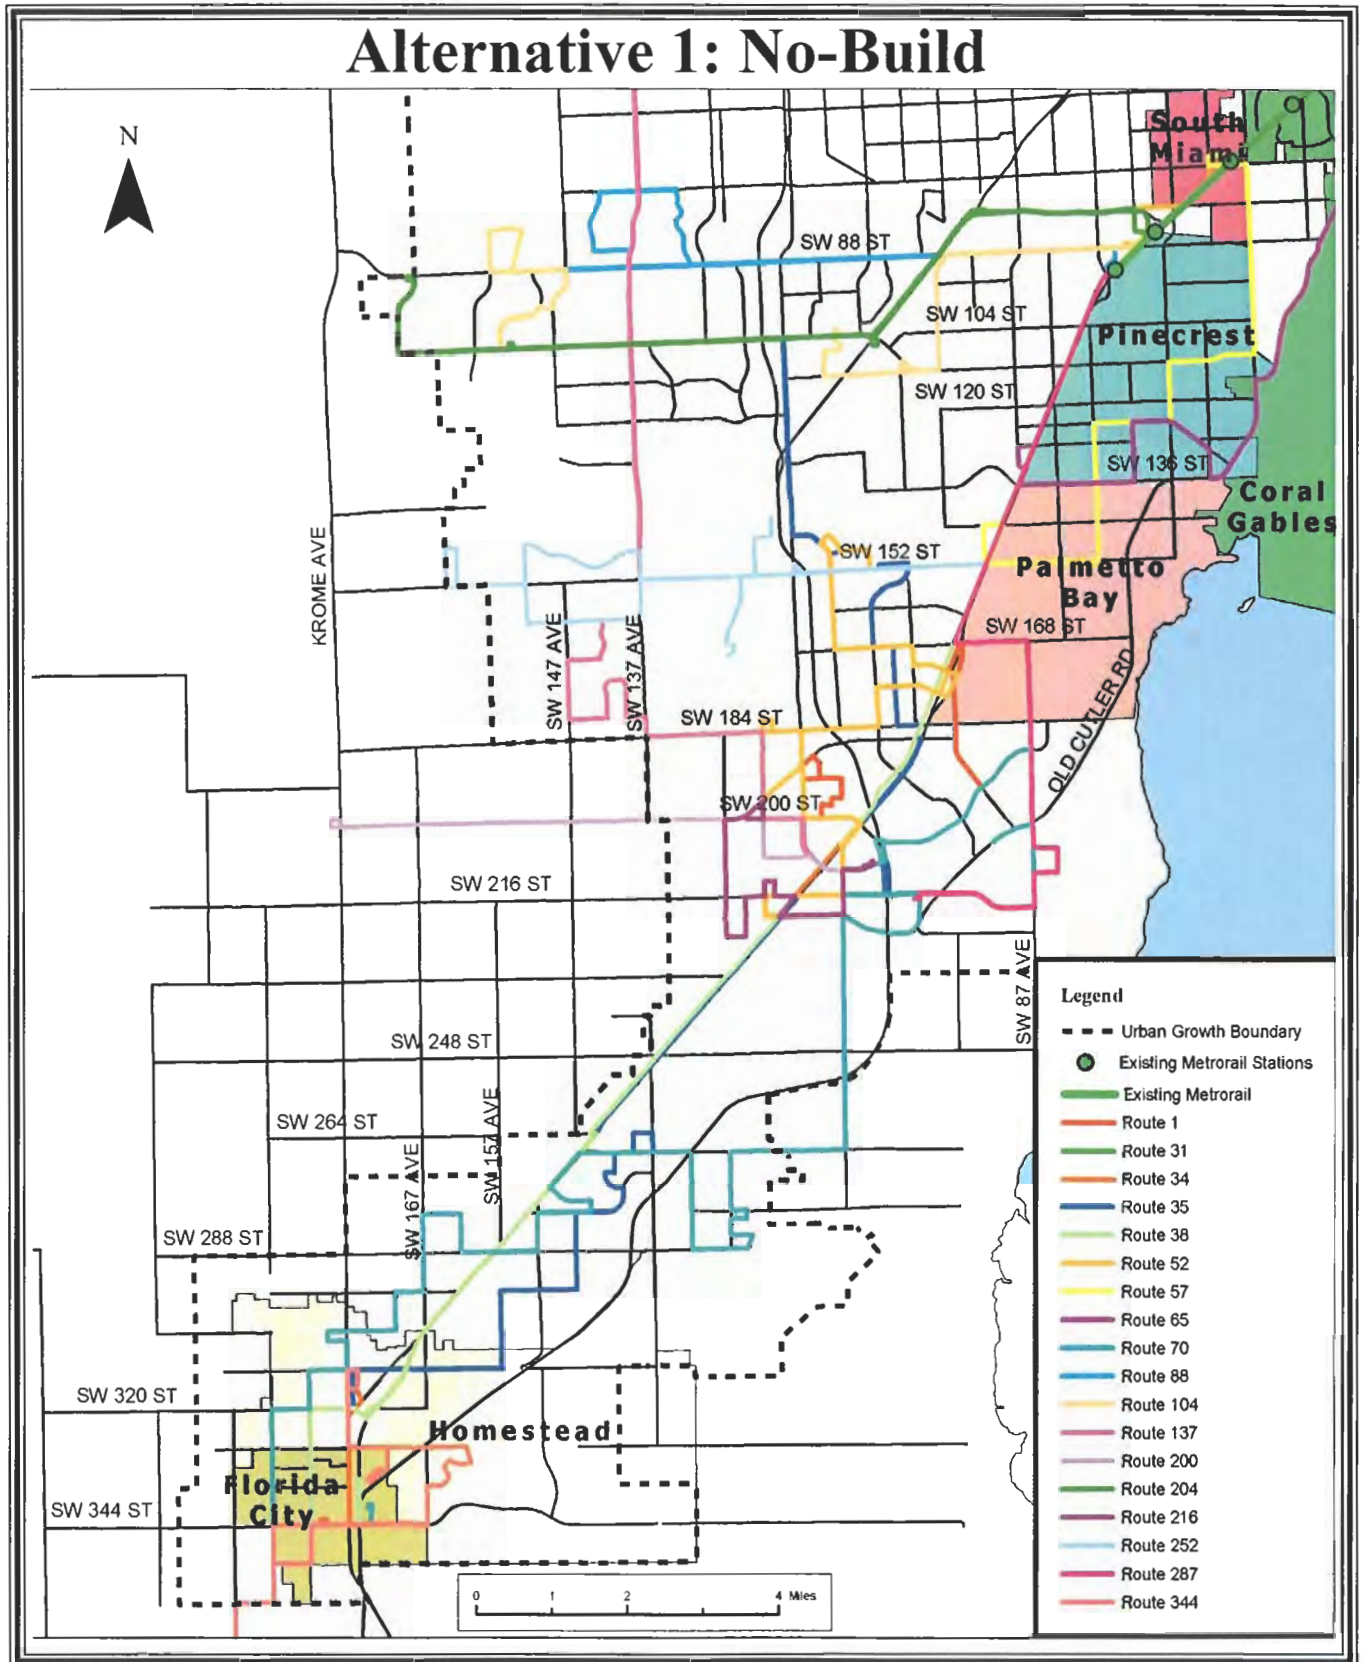 Alternative 1: No-Build
N
South
Miami
SW 88 ST
SW 104 ST
Pinecrest
SW 120 ST
SW 136 ST
Coral
Gables
KROME AVE
SW 152 ST
Palmetto
Bay
SW 168 ST
SW 147 AVE
SW 137 AVE
OLD CUTLER RD
SW 184 ST
SW 200 ST
SW 216 ST
SW 87 AVE
SW 248 ST
SW 264 ST
SW 157 AVE
SW 167 AVE
SW 288 ST
SW 320 ST
Homestead
Florida
City
SW 344 ST
0 1 2 4 Miles
Legend
Urban Growth Boundary
Existing Metrorail Stations
Existing Metrorail
Route 1
Route 31
Route 34
Route 35
Route 38
Route 52
Route 57
Route 65
Route 70
Route 88
Route 104
Route 137
Route 200
Route 204
Route 216
Route 252
Route 287
Route 344